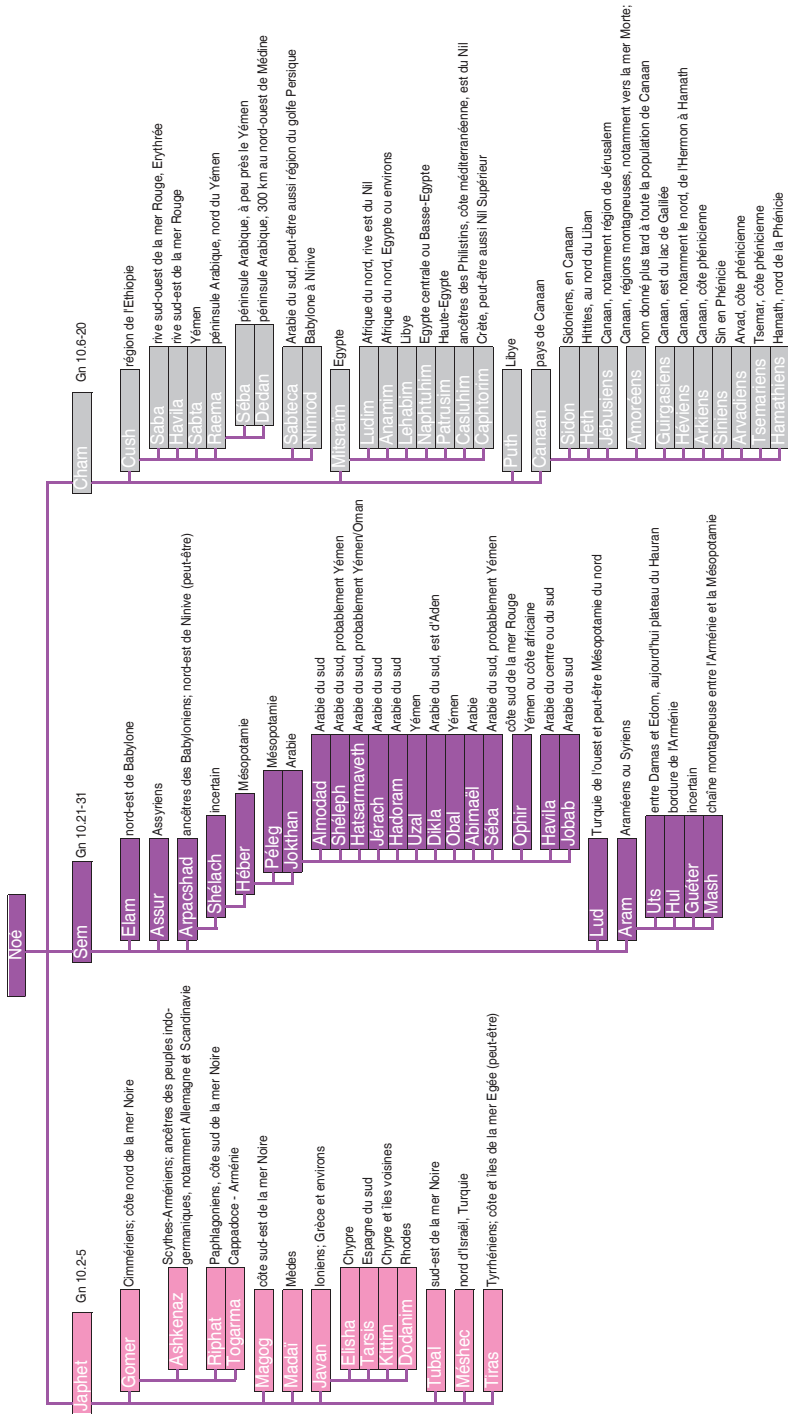 Noé
Japhet Gn 10.2-5
Gomer Cimmériens; côte nord de la mer Noire
Ashkenaz Scythes-Arméniens; ancêtres des peuples indo-
germaniques, notamment Allemagne et Scandinavie
Riphat Paphlagoniens, côte sud de la mer Noire
Togarma Cappadoce - Arménie
Magog côte sud-est de la mer Noire
Madaï Mèdes
Javan Ioniens; Grèce et environs
Elisha Chypre
Tarsis Espagne du sud
Kittim Chypre et îles voisines
Dodanim Rhodes
Tubal sud-est de la mer Noire
Méshec nord d'Israël, Turquie
Tiras Tyrrhéniens; côte et îles de la mer Egée (peut-être)
Sem Gn 10.21-31
Elam nord-est de Babylone
Assur Assyriens
Arpacshad ancêtres des Babyloniens; nord-est de Ninive (peut-être)
Shélach incertain
Héber Mésopotamie
Péleg Mésopotamie
Jokthan Arabie
Almodad Arabie du sud
Shéleph Arabie du sud, probablement Yémen
Hatsarmaveth Arabie du sud, probablement Yémen/Oman
Jérach Arabie du sud
Hadoram Arabie du sud
Uzal Yémen
Dikla Arabie du sud, est d'Aden
Obal Yémen
Abimaël Arabie
Séba Arabie du sud, probablement Yémen
côte sud de la mer Rouge
Ophir Yémen ou côte africaine
Havila Arabie du centre ou du sud
Jobab Arabie du sud
Lud Turquie de l'ouest et peut-être Mésopotamie du nord
Aram Araméens ou Syriens
Uts entre Damas et Edom, aujourd'hui plateau du Hauran
Hul bordure de l'Arménie
Guéter incertain
Mash chaîne montagneuse entre l'Arménie et la Mésopotamie
Cham Gn 10.6-20
Cush région de l'Ethiopie
Saba rive sud-ouest de la mer Rouge, Erythrée
Havila rive sud-est de la mer Rouge
Sabta Yémen
Raema péninsule Arabique, nord du Yémen
Séba péninsule Arabique, à peu près le Yémen
Dedan péninsule Arabique, 300 km au nord-ouest de Médine
Sabteca Arabie du sud, peut-être aussi région du golfe Persique
Nimrod Babylone à Ninive
Mitsraïm Egypte
Ludim Afrique du nord, rive est du Nil
Anamim Afrique du nord, Egypte ou environs
Lehabim Libye
Naphtuhim Egypte centrale ou Basse-Egypte
Patrusim Haute-Egypte
Casluhim ancêtres des Philistins, côte méditerranéenne, est du Nil
Caphtorim Crète, peut-être aussi Nil Supérieur
Puth Libye
Canaan pays de Canaan
Sidon Sidoniens, en Canaan
Heth Hittites, au nord du Liban
Jébusiens Canaan, notamment région de Jérusalem
Amoréens Canaan, régions montagneuses, notamment vers la mer Morte;
nom donné plus tard à toute la population de Canaan
Guirgasiens Canaan, est du lac de Galilée
Héviens Canaan, notamment le nord, de l'Hermon à Hamath
Arkiens Canaan, côte phénicienne
Siniens Sin en Phénicie
Arvadiens Arvad, côte phénicienne
Tsemariens Tsemar, côte phénicienne
Hamathiens Hamath, nord de la Phénicie